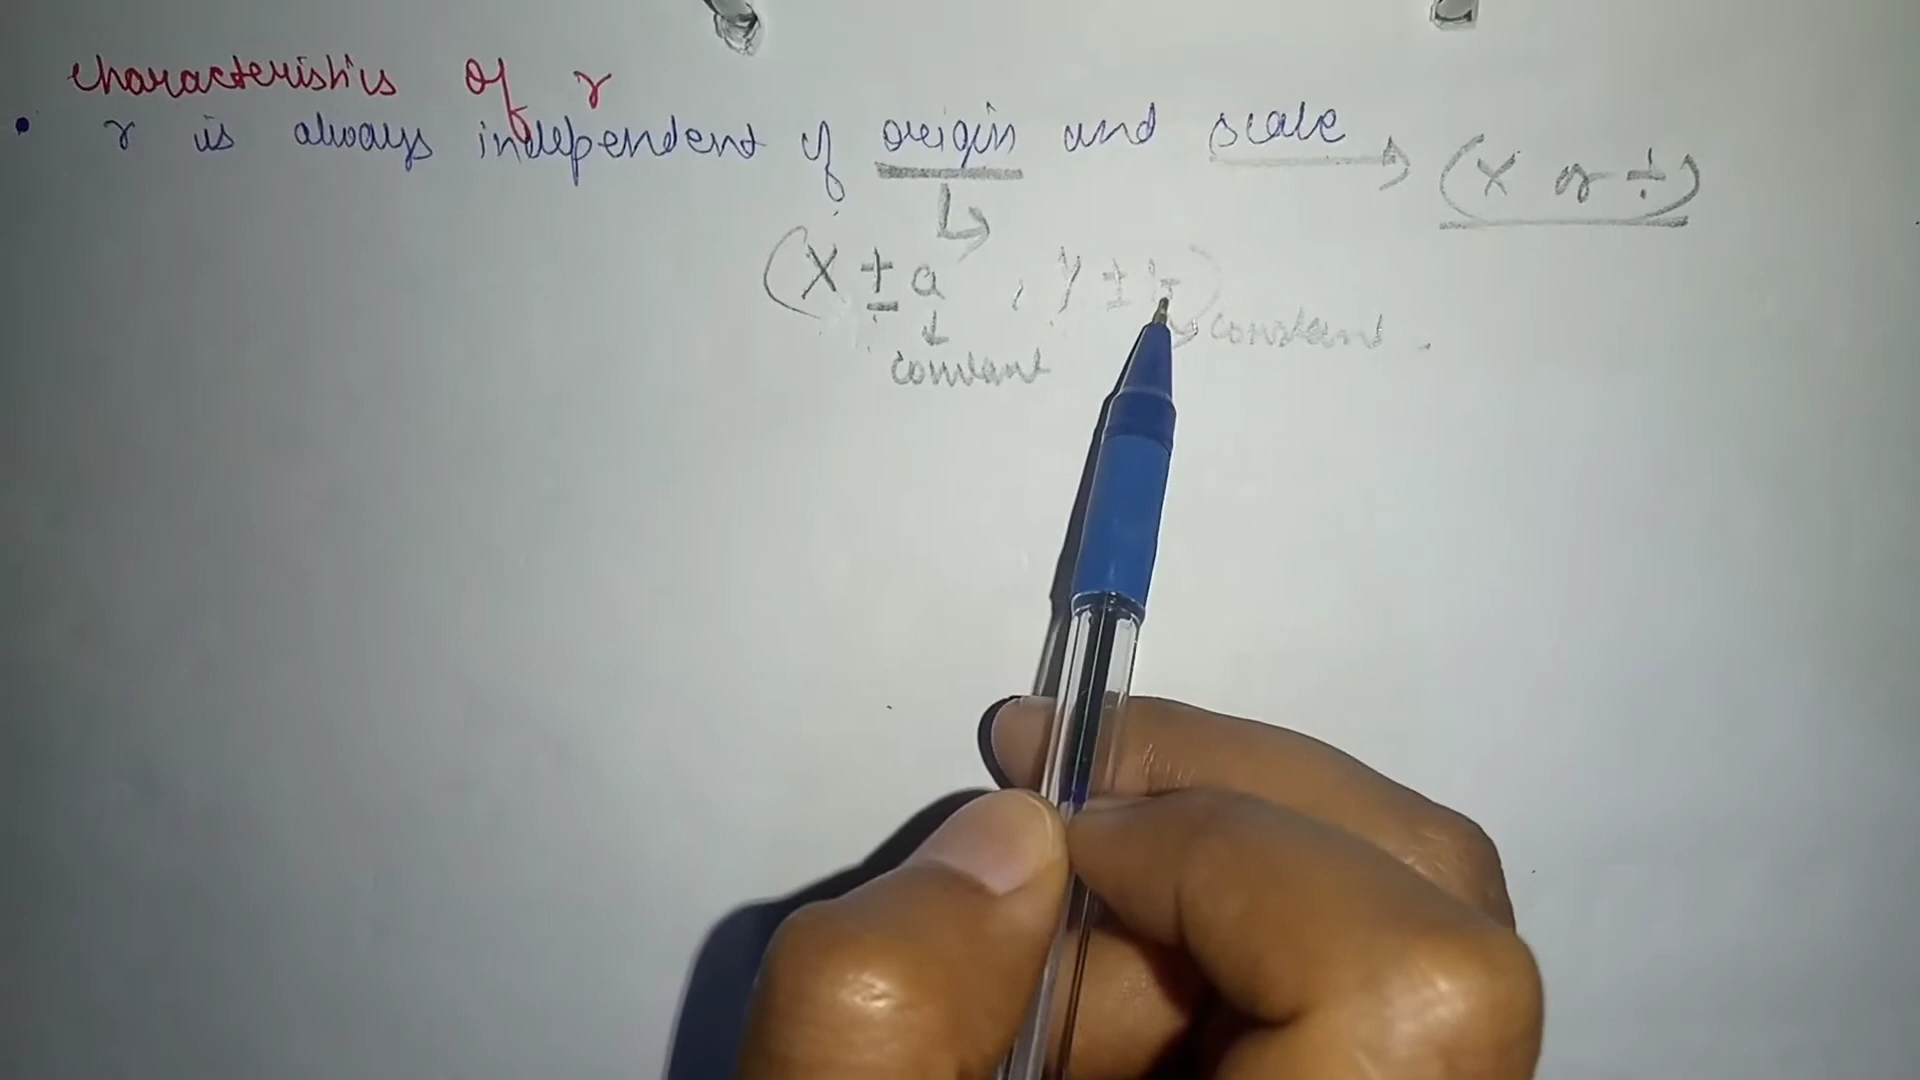 characteristics of r
• r is always independent of origin and scale → (× or ÷)
(X ± a , y ± b)
constant constant.